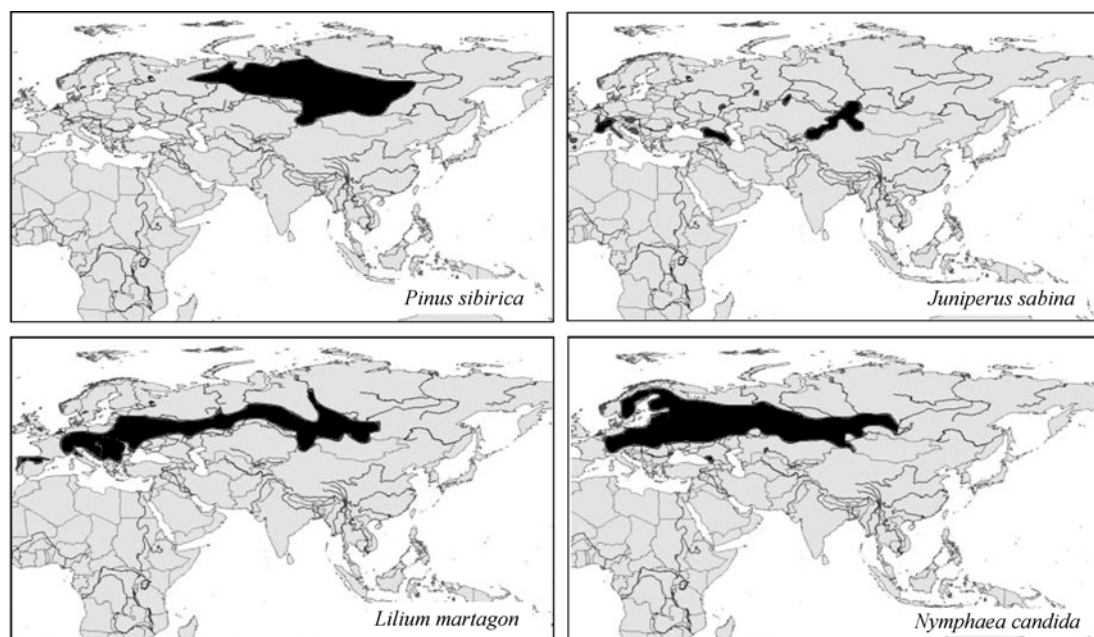 Pinus sibirica
Juniperus sabina
Lilium martagon
Nymphaea candida